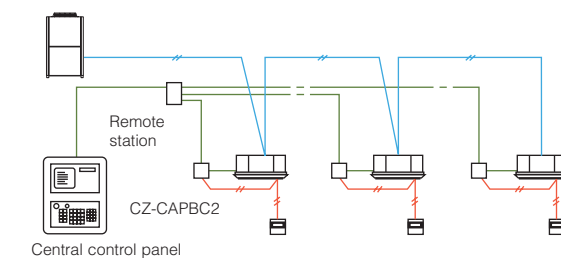 Remote
station
CZ-CAPBC2
Central control panel